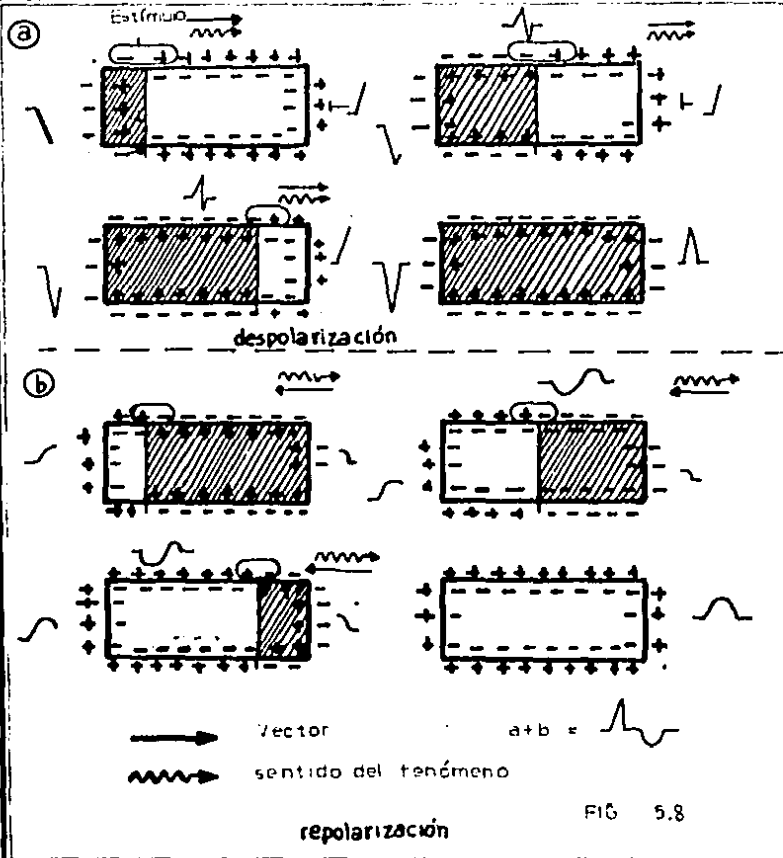 a
Estímulo
despolarización
b
Vector
a+b =
sentido del fenómeno
FIG 5.8
repolarización